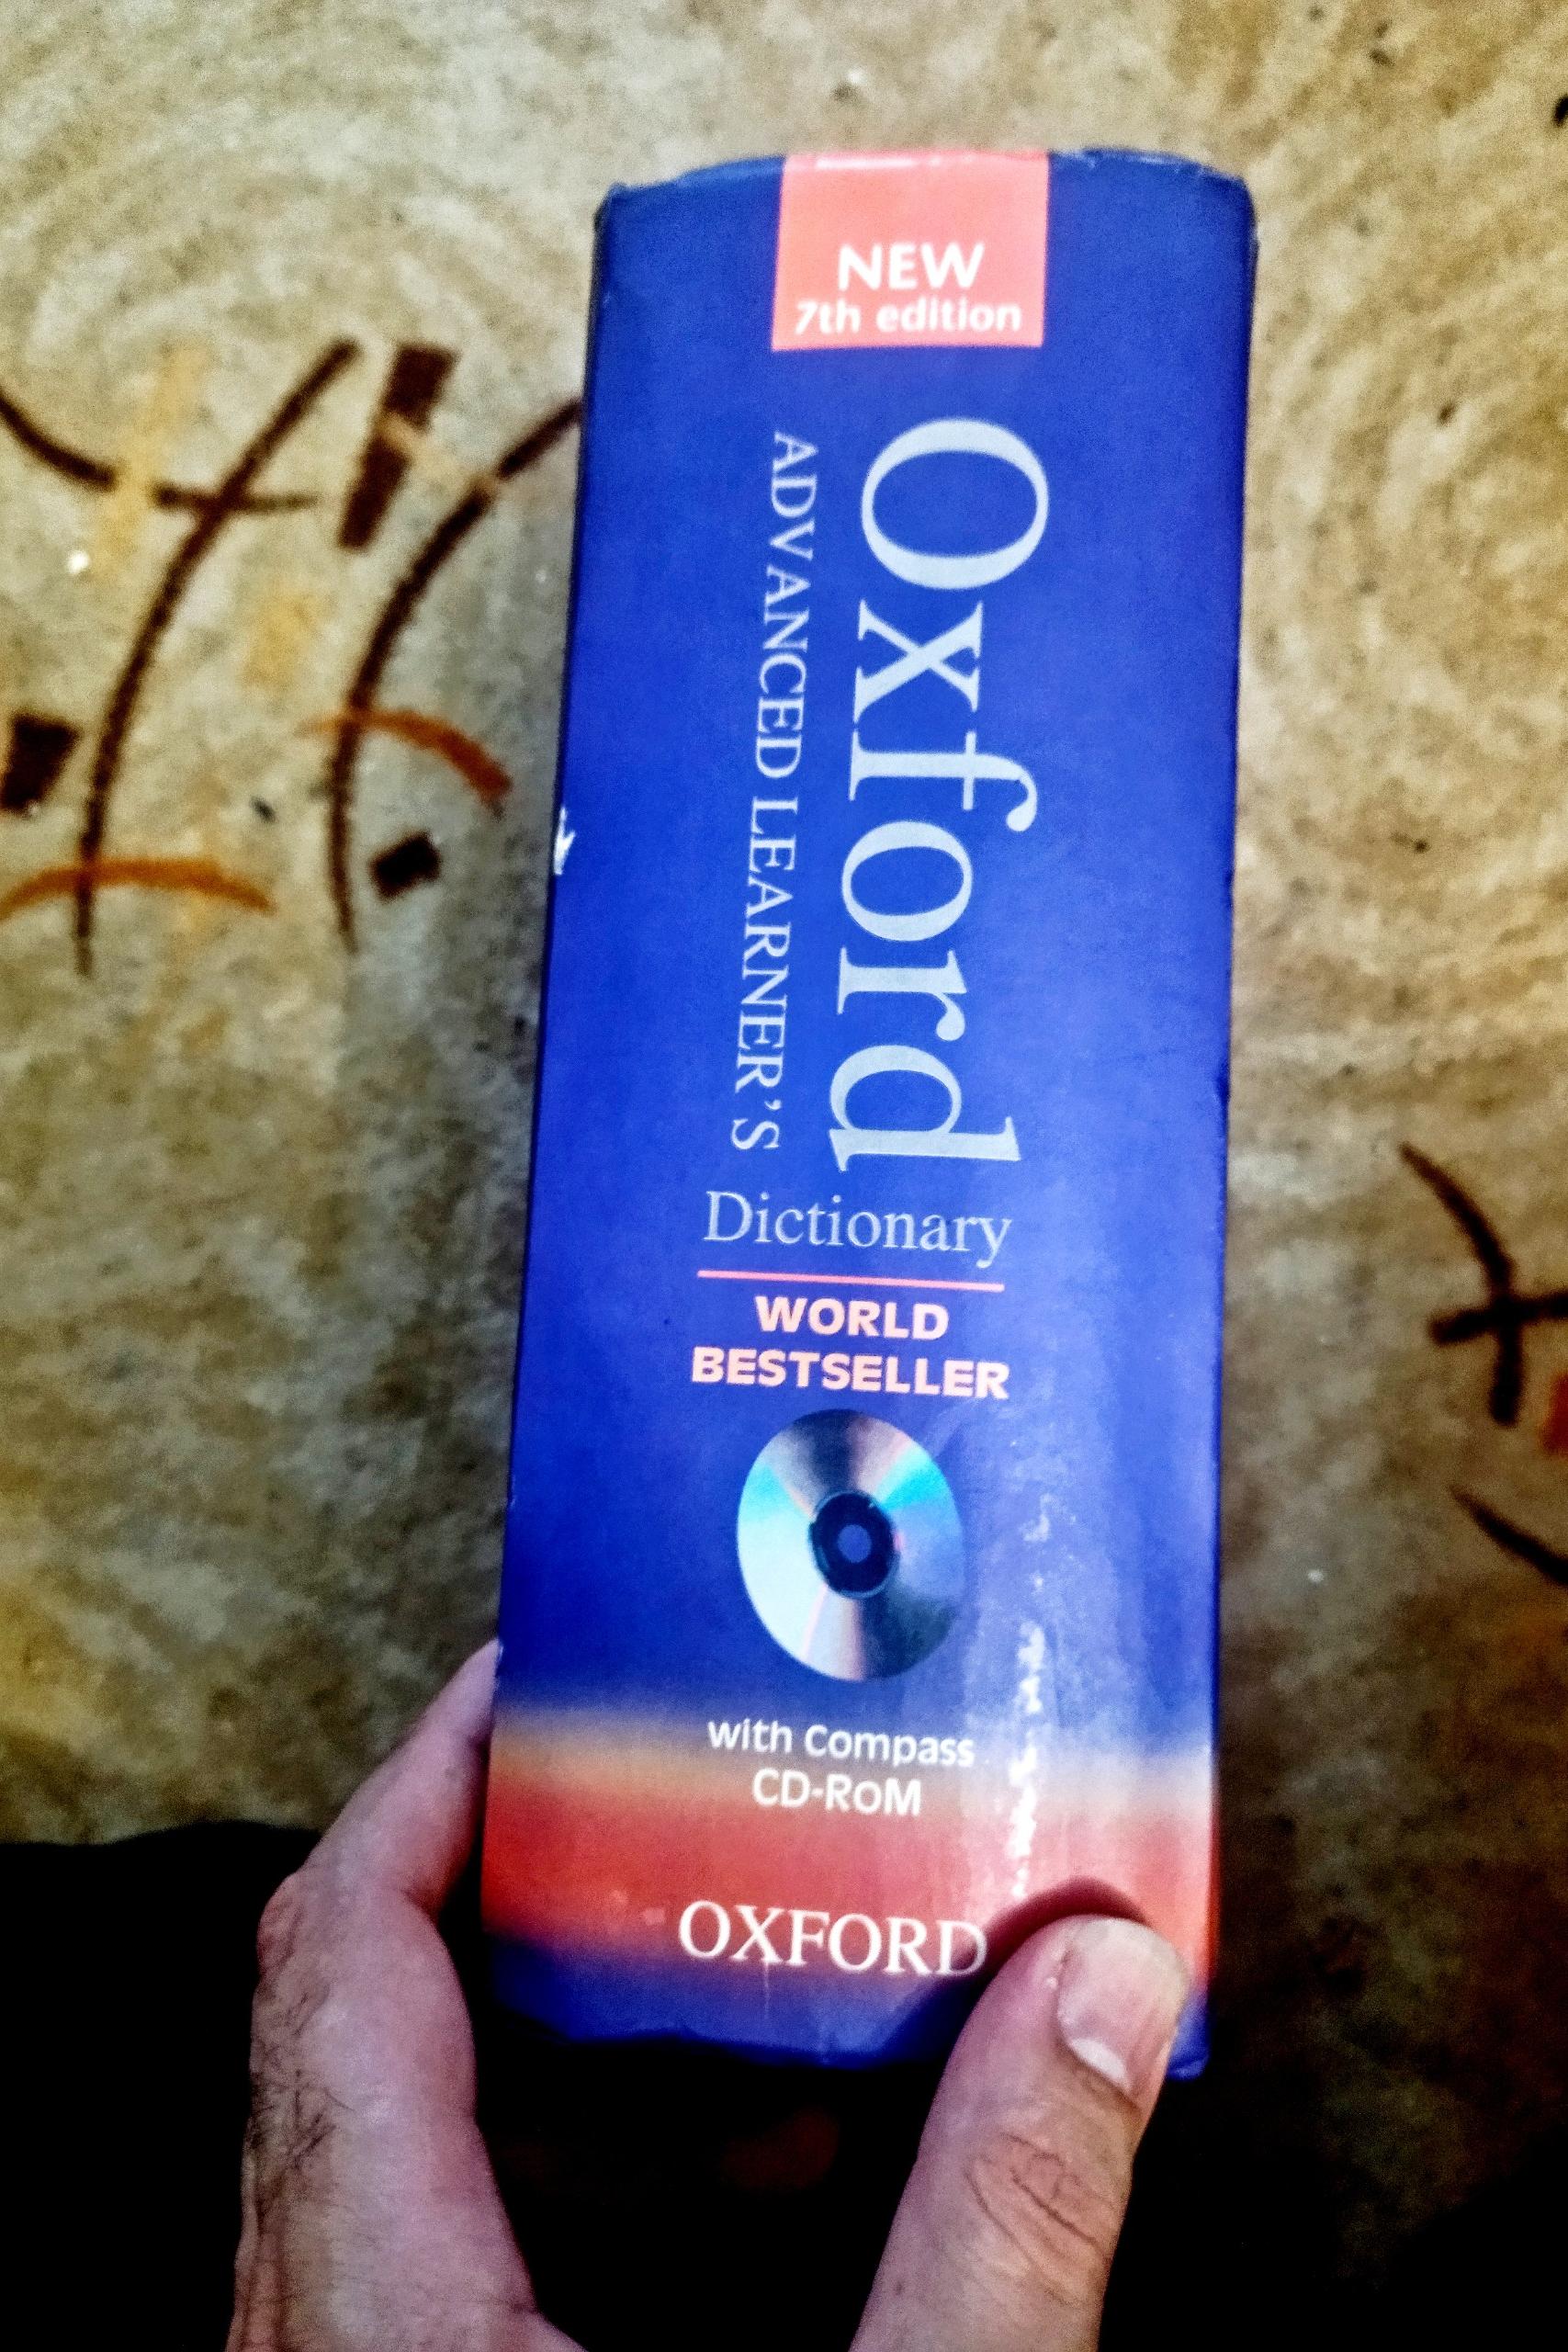 NEW
7th edition
Oxford
ADVANCED LEARNER'S
Dictionary
WORLD
BESTSELLER
with Compass
CD-ROM
OXFORD